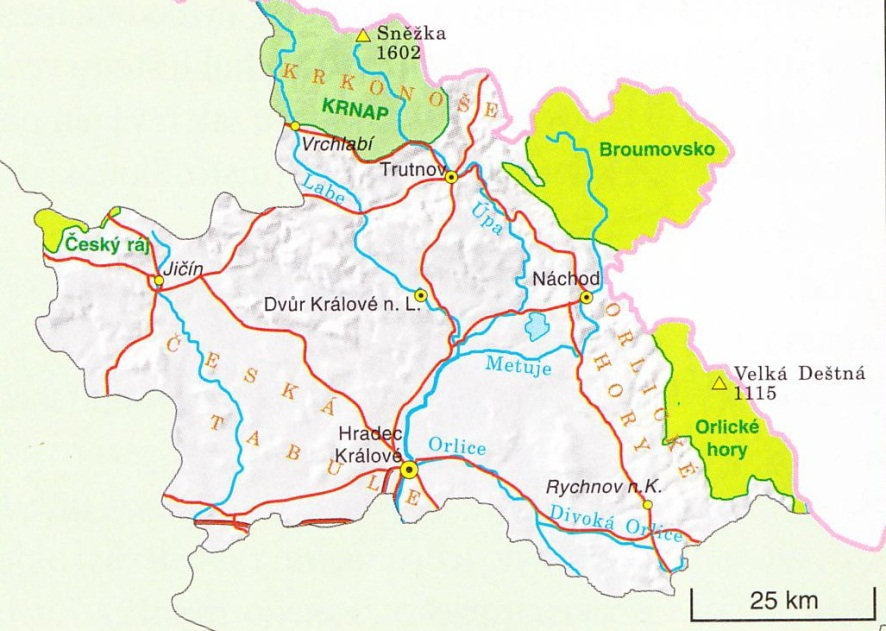 Sněžka
1602
KRKONOŠE
KRNAP
Vrchlabí
Broumovsko
Trutnov
Labe
Úpa
Český ráj
Jičín
Náchod
Dvůr Králové n. L.
ORLICKÉ
HORY
ČESKÁ
TABULE
Metuje
Velká Deštná
1115
Orlické
hory
Hradec
Králové
Orlice
Rychnov n.K.
Divoká Orlice
25 km